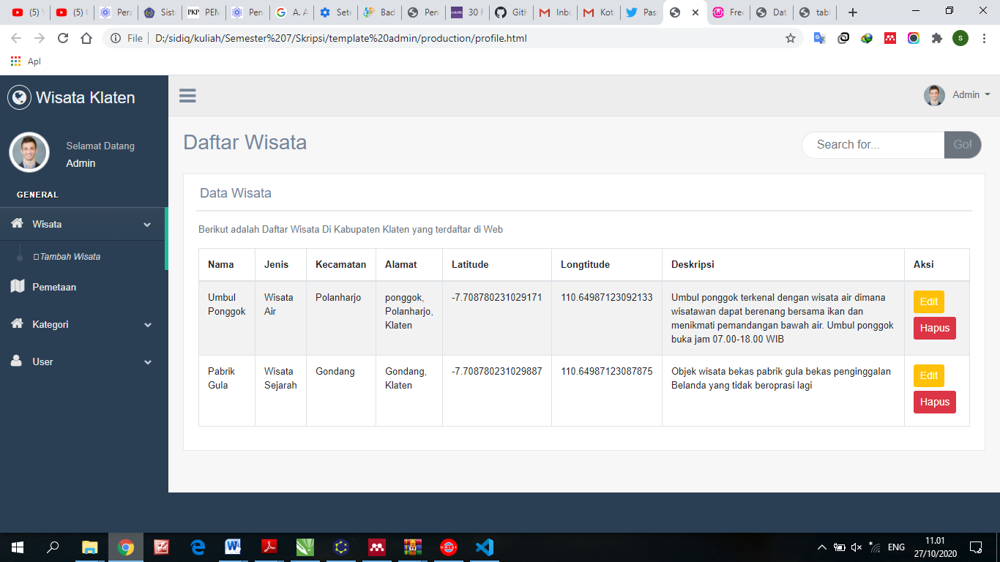 (5) Y
(5) C
Pera
Sist
PKP PEM
Pen
A. A
Sete
Bad
Pen
colorlib 30 F
GitH
Inbo
Kot
Pas
Free
Dat
tabl
File D:/sidiq/kuliah/Semester%207/Skripsi/template%20admin/production/profile.html
s
Apl
Wisata Klaten
Admin
Selamat Datang
Admin
GENERAL
Wisata
Tambah Wisata
Pemetaan
Kategori
User
Daftar Wisata
Search for...
Go!
Data Wisata
Berikut adalah Daftar Wisata Di Kabupaten Klaten yang terdaftar di Web
Nama Jenis Kecamatan Alamat Latitude Longtitude Deskripsi Aksi
Umbul Wisata Polanharjo ponggok, -7.708780231029171 110.64987123092133 Umbul ponggok terkenal dengan wisata air dimana Edit
Ponggok Air Polanharjo, wisatawan dapat berenang bersama ikan dan
Klaten menikmati pemandangan bawah air. Umbul ponggok Hapus
buka jam 07.00-18.00 WIB
Pabrik Wisata Gondang Gondang, -7.708780231029887 110.64987123087875 Objek wisata bekas pabrik gula bekas penginggalan Edit
Gula Sejarah Klaten Belanda yang tidak beroprasi lagi
Hapus
ENG
11.01
27/10/2020